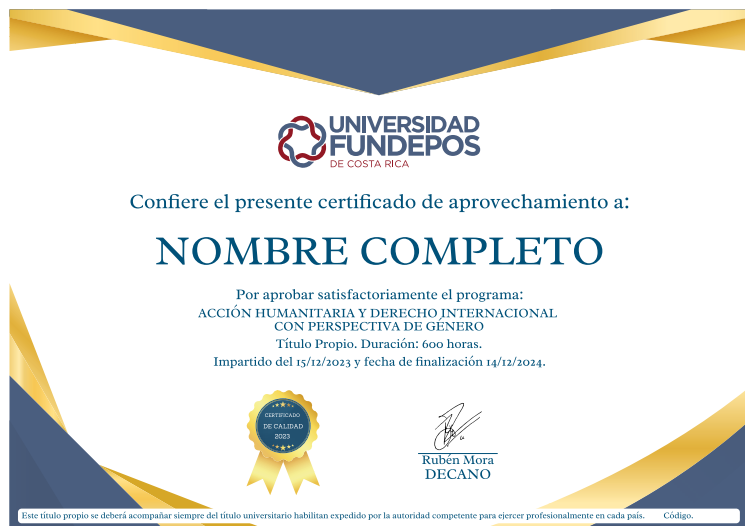 UNIVERSIDAD
FUNDEPOS
DE COSTA RICA
Confiere el presente certificado de aprovechamiento a:
NOMBRE COMPLETO
Por aprobar satisfactoriamente el programa:
ACCIÓN HUMANITARIA Y DERECHO INTERNACIONAL
CON PERSPECTIVA DE GÉNERO
Título Propio. Duración: 600 horas.
Impartido del 15/12/2023 y fecha de finalización 14/12/2024.
CERTIFICADO
DE CALIDAD
2023
Rubén Mora
DECANO
Este título propio se deberá acompañar siempre del título universitario habilitan expedido por la autoridad competente para ejercer profesionalmente en cada país. Código.